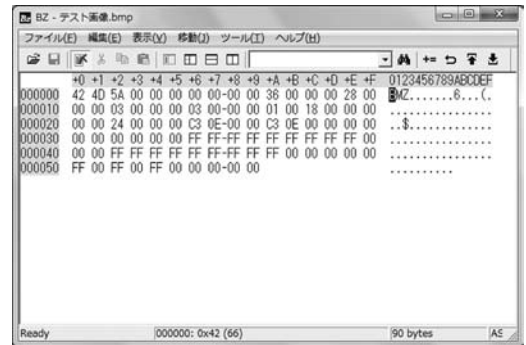 BZ - テスト画像.bmp
ファイル(F) 編集(E) 表示(V) 移動(J) ツール(T) ヘルプ(H)
+0 +1 +2 +3 +4 +5 +6 +7 +8 +9 +A +B +C +D +E +F 0123456789ABCDEF
000000 42 4D 5A 00 00 00 00 00-00 00 36 00 00 00 28 00 BMZ.......6...(.
000010 00 00 03 00 00 00 03 00-00 00 01 00 18 00 00 00 ................
000020 00 00 24 00 00 00 C3 0E-00 00 C3 0E 00 00 00 00 ..$.............
000030 00 00 00 00 00 00 FF FF-FF FF FF FF FF FF FF 00 ................
000040 00 00 FF FF FF FF FF FF-FF FF FF 00 00 00 00 00 ................
000050 FF 00 FF 00 FF 00 00 00-00 00 ..........
Ready 000000: 0x42 (66) 90 bytes AS